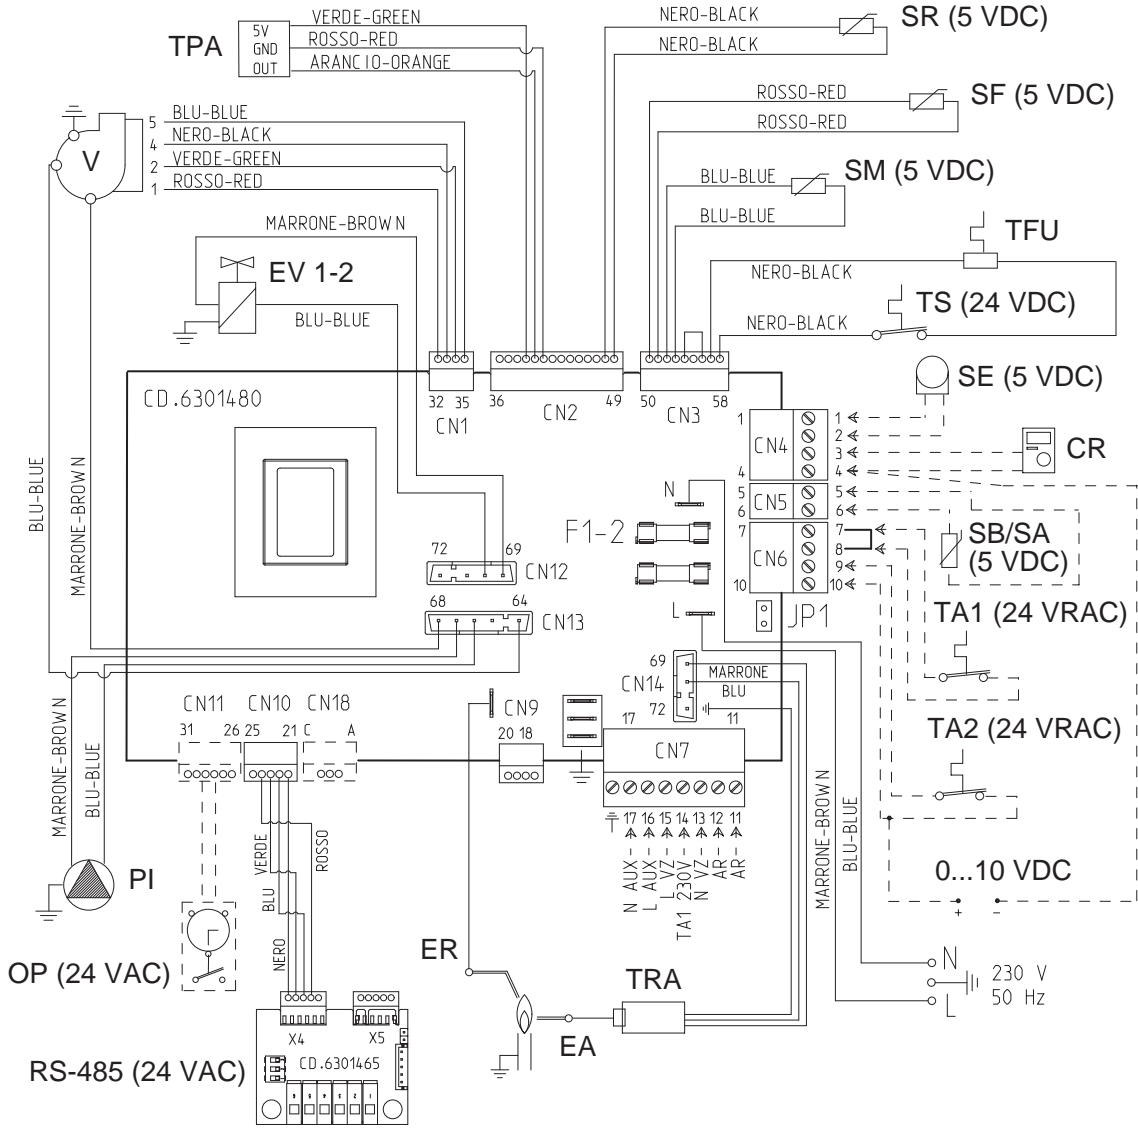 VERDE-GREEN
5V
ROSSO-RED
TPA
GND
OUT
ARANCIO-ORANGE
NERO-BLACK
SR (5 VDC)
NERO-BLACK
ROSSO-RED
SF (5 VDC)
ROSSO-RED
5 BLU-BLUE
4 NERO-BLACK
2 VERDE-GREEN
1 ROSSO-RED
V
BLU-BLUE
SM (5 VDC)
BLU-BLUE
MARRONE-BROWN
EV 1-2
BLU-BLUE
TFU
NERO-BLACK
TS (24 VDC)
NERO-BLACK
CD.6301480
32 35
CN1
36 49
CN2
50 58
CN3
SE (5 VDC)
1 1
2
CN4
3
CR
4 4
BLU-BLUE
MARRONE-BROWN
N
5 5
CN5
6 6
F1-2
7 7
8
SB/SA
(5 VDC)
CN6
9
10 10
72 69
CN12
68 64
CN13
L
JP1
TA1 (24 VRAC)
69
MARRONE
CN14
BLU
72
CN11 CN10 CN18
31 26 25 21 C A
CN9
20 18
17 11
CN7
TA2 (24 VRAC)
MARRONE-BROWN
BLU-BLUE
VERDE
ROSSO
BLU
NERO
17 16 15 14 13 12 11
N AUX
L AUX
L VZ
TA1 230V
N VZ
AR
AR
MARRONE-BROWN
BLU-BLUE
0...10 VDC
+ -
PI
OP (24 VAC)
ER
TRA
EA
N
230 V
50 Hz
L
X4 X5
RS-485 (24 VAC)
CD.6301465
6 5 4 3 2 1